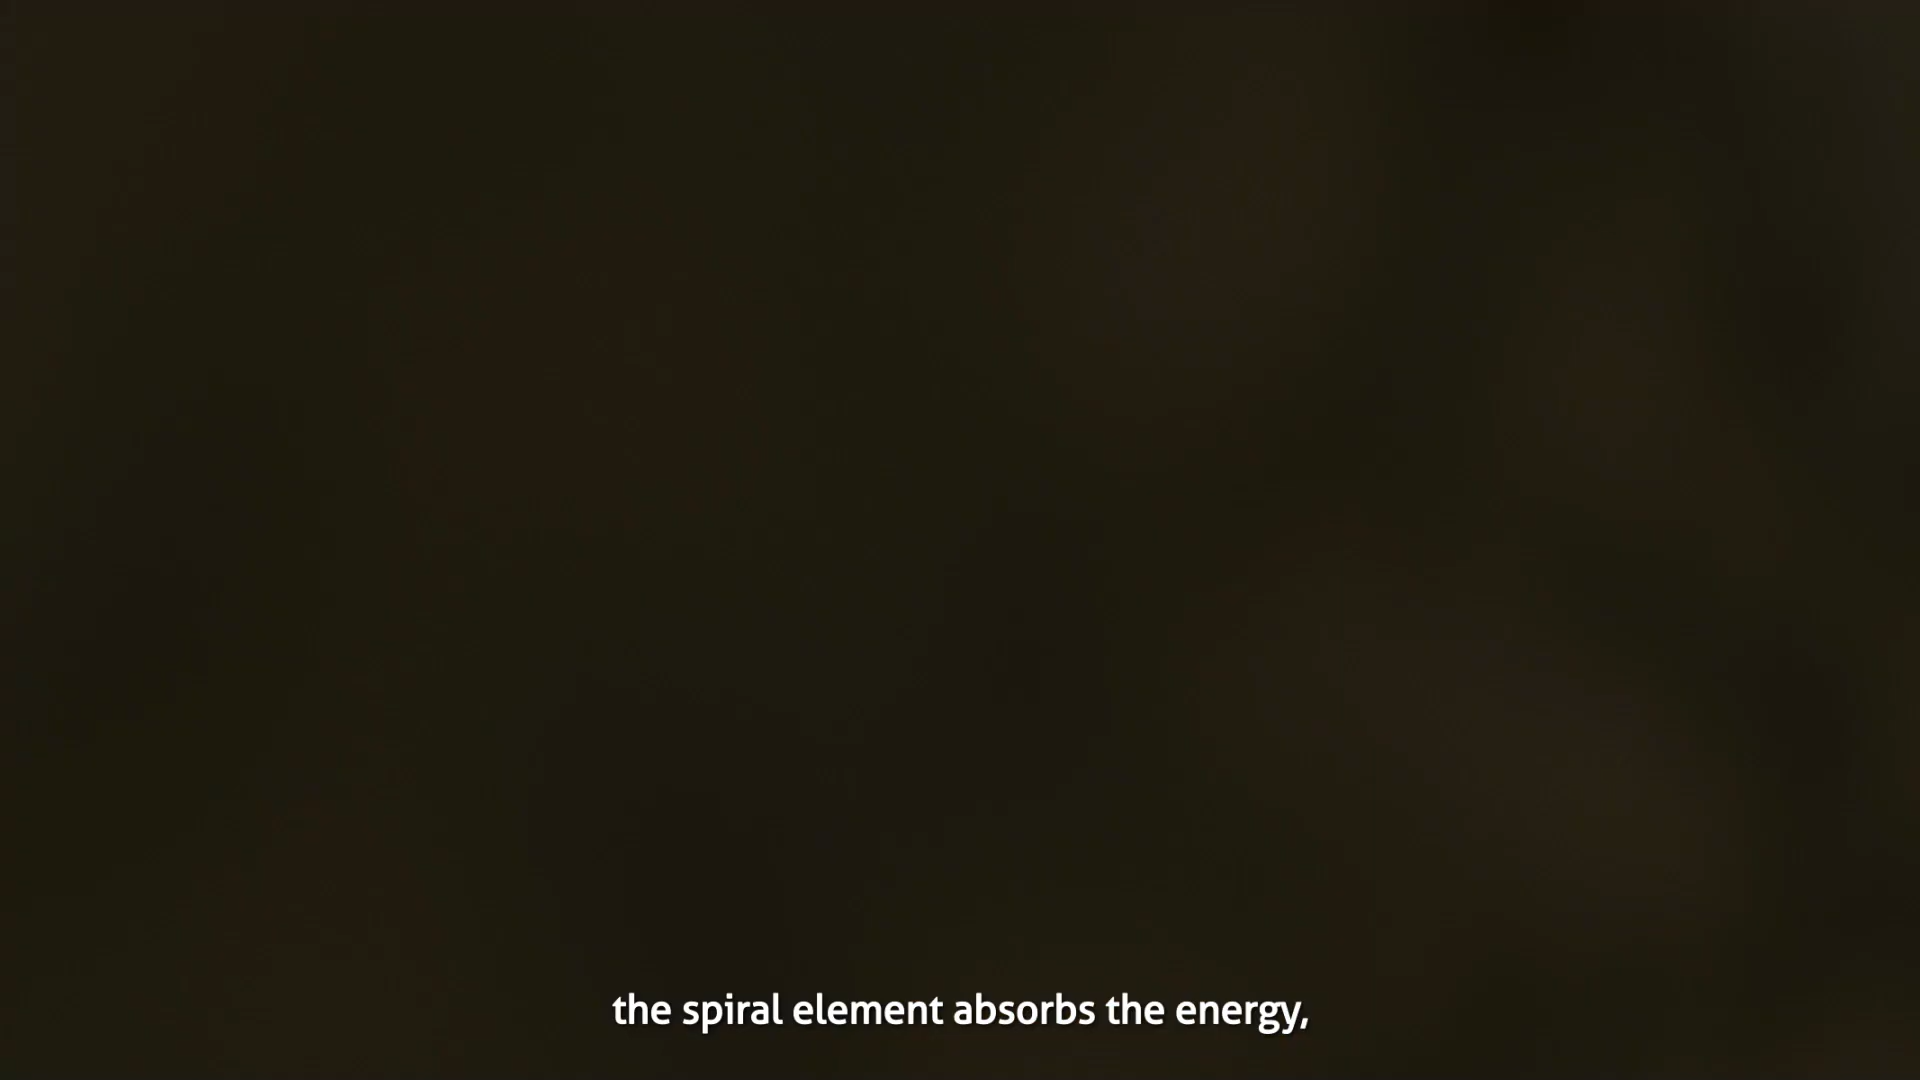 the spiral element absorbs the energy,